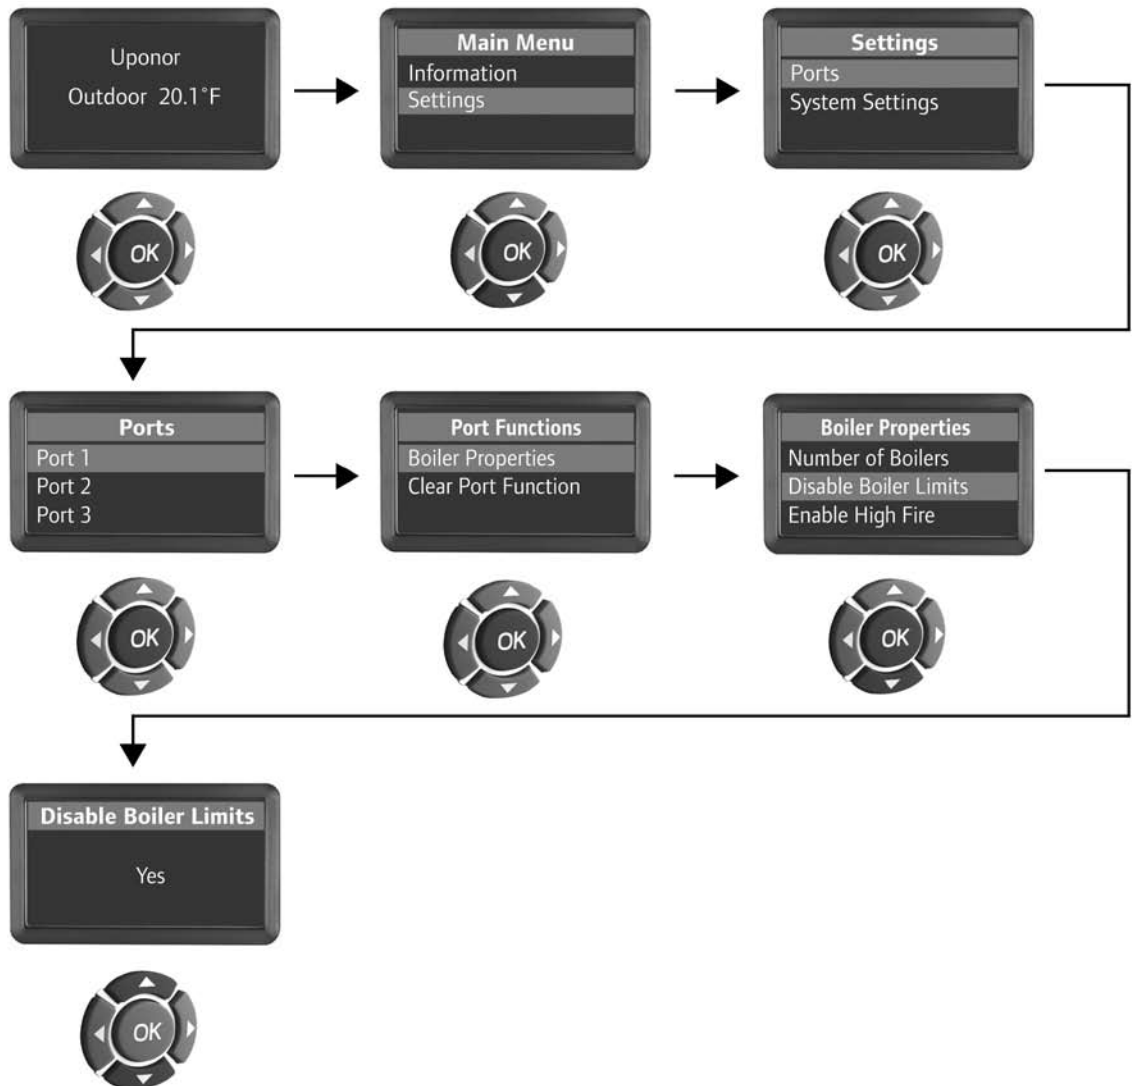 Uponor
Outdoor 20.1°F
Main Menu
Information
Settings
Settings
Ports
System Settings
OK
OK
OK
Ports
Port 1
Port 2
Port 3
Port Functions
Boiler Properties
Clear Port Function
Boiler Properties
Number of Boilers
Disable Boiler Limits
Enable High Fire
OK
OK
OK
Disable Boiler Limits
Yes
OK